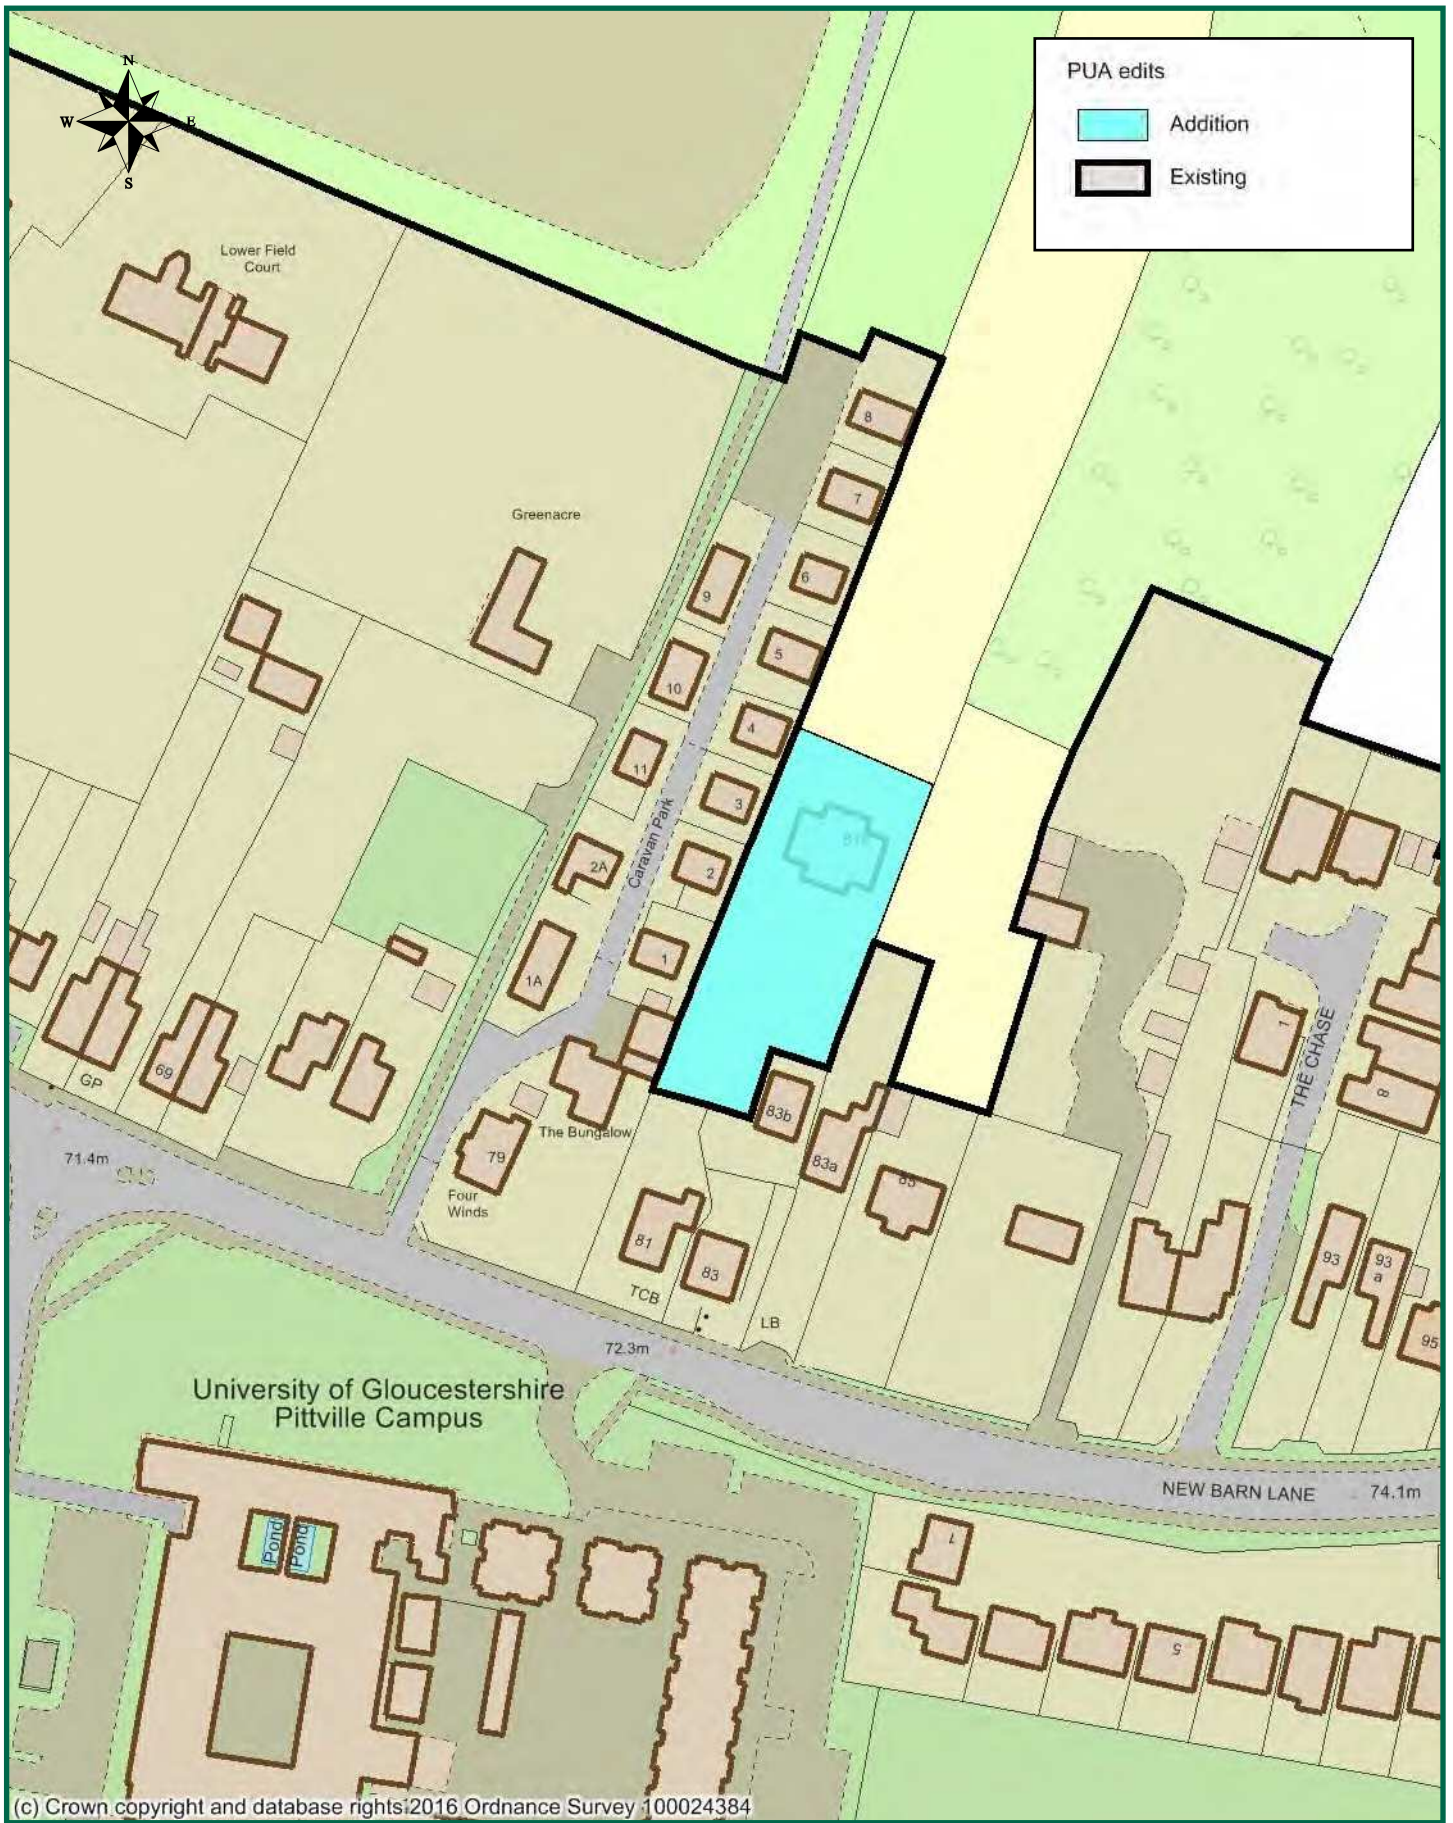 N
W
E
S
PUA edits
Addition
Existing
Lower Field
Court
Greenacre
8
7
6
5
4
3
2
1
9
10
11
2A
1A
Caravan Park
GP
69
71.4m
The Bungalow
79
Four
Winds
81
83
83b
83a
85
TCB
LB
72.3m
1
THE CHASE
8
93
93
a
95
University of Gloucestershire
Pittville Campus
NEW BARN LANE
74.1m
Pond
Pond
1
5
(c) Crown copyright and database rights 2016 Ordnance Survey 100024384